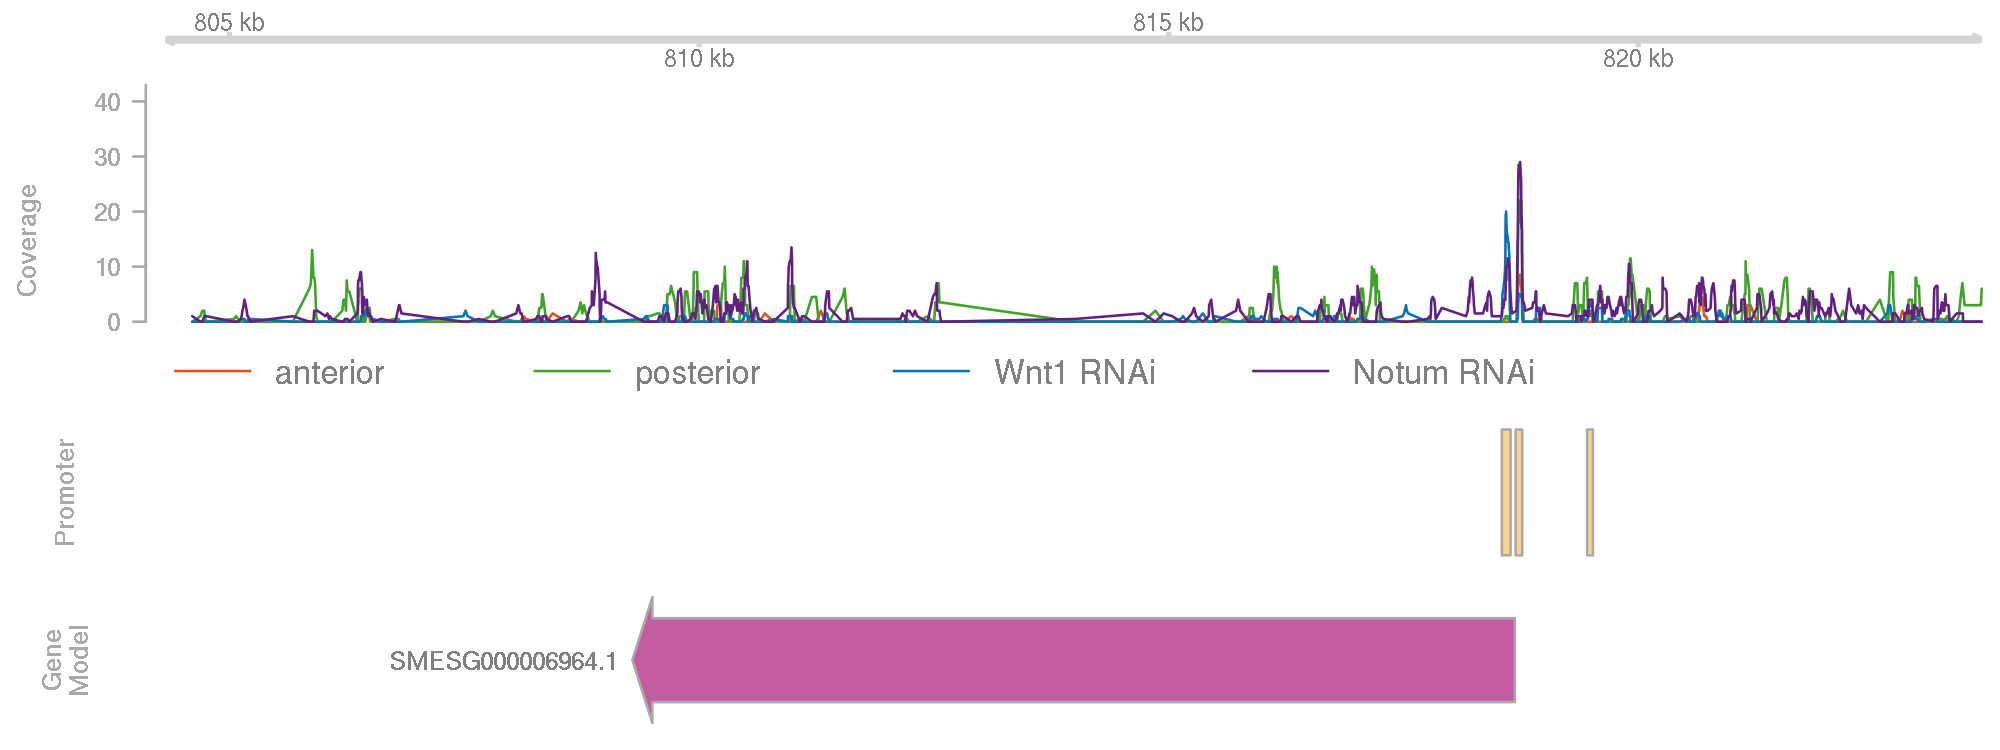 805 kb
815 kb
810 kb
820 kb
Coverage
40
30
20
10
0
anterior
posterior
Wnt1 RNAi
Notum RNAi
Promoter
Gene
Model
SMESG000006964.1